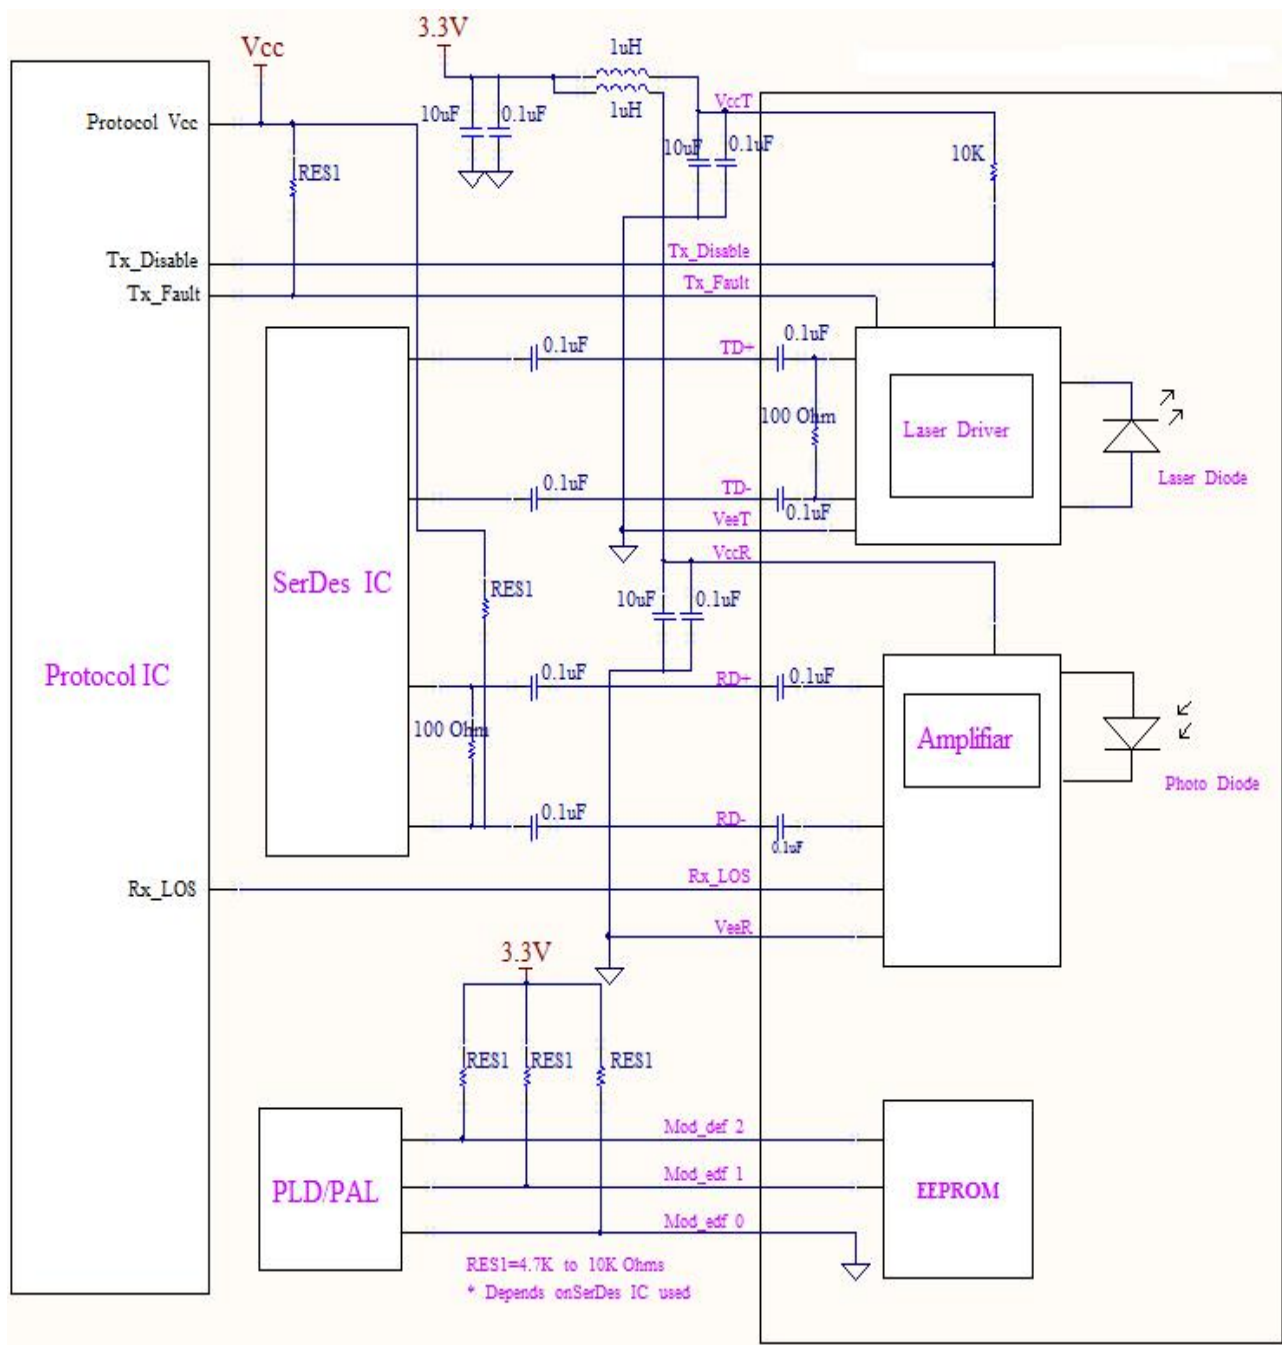 3.3V
Vcc
1uH
1uH
VccT
10uF
0.1uF
Protocol Vcc
10uF
0.1uF
10K
RES1
Tx_Disable
Tx_Disable
Tx_Fault
Tx_Fault
0.1uF
0.1uF
TD+
100 Ohm
Laser Driver
Laser Diode
0.1uF
TD-
0.1uF
VeeT
VccR
SerDes IC
RES1
10uF
0.1uF
Protocol IC
0.1uF
RD+
0.1uF
100 Ohm
Amplifiar
Photo Diode
0.1uF
RD-
0.1uF
Rx_LOS
Rx_LOS
VeeR
3.3V
RES1
RES1
RES1
Mod_def 2
PLD/PAL
Mod_edf 1
EEPROM
Mod_edf 0
RES1=4.7K to 10K Ohms
* Depends onSerDes IC used